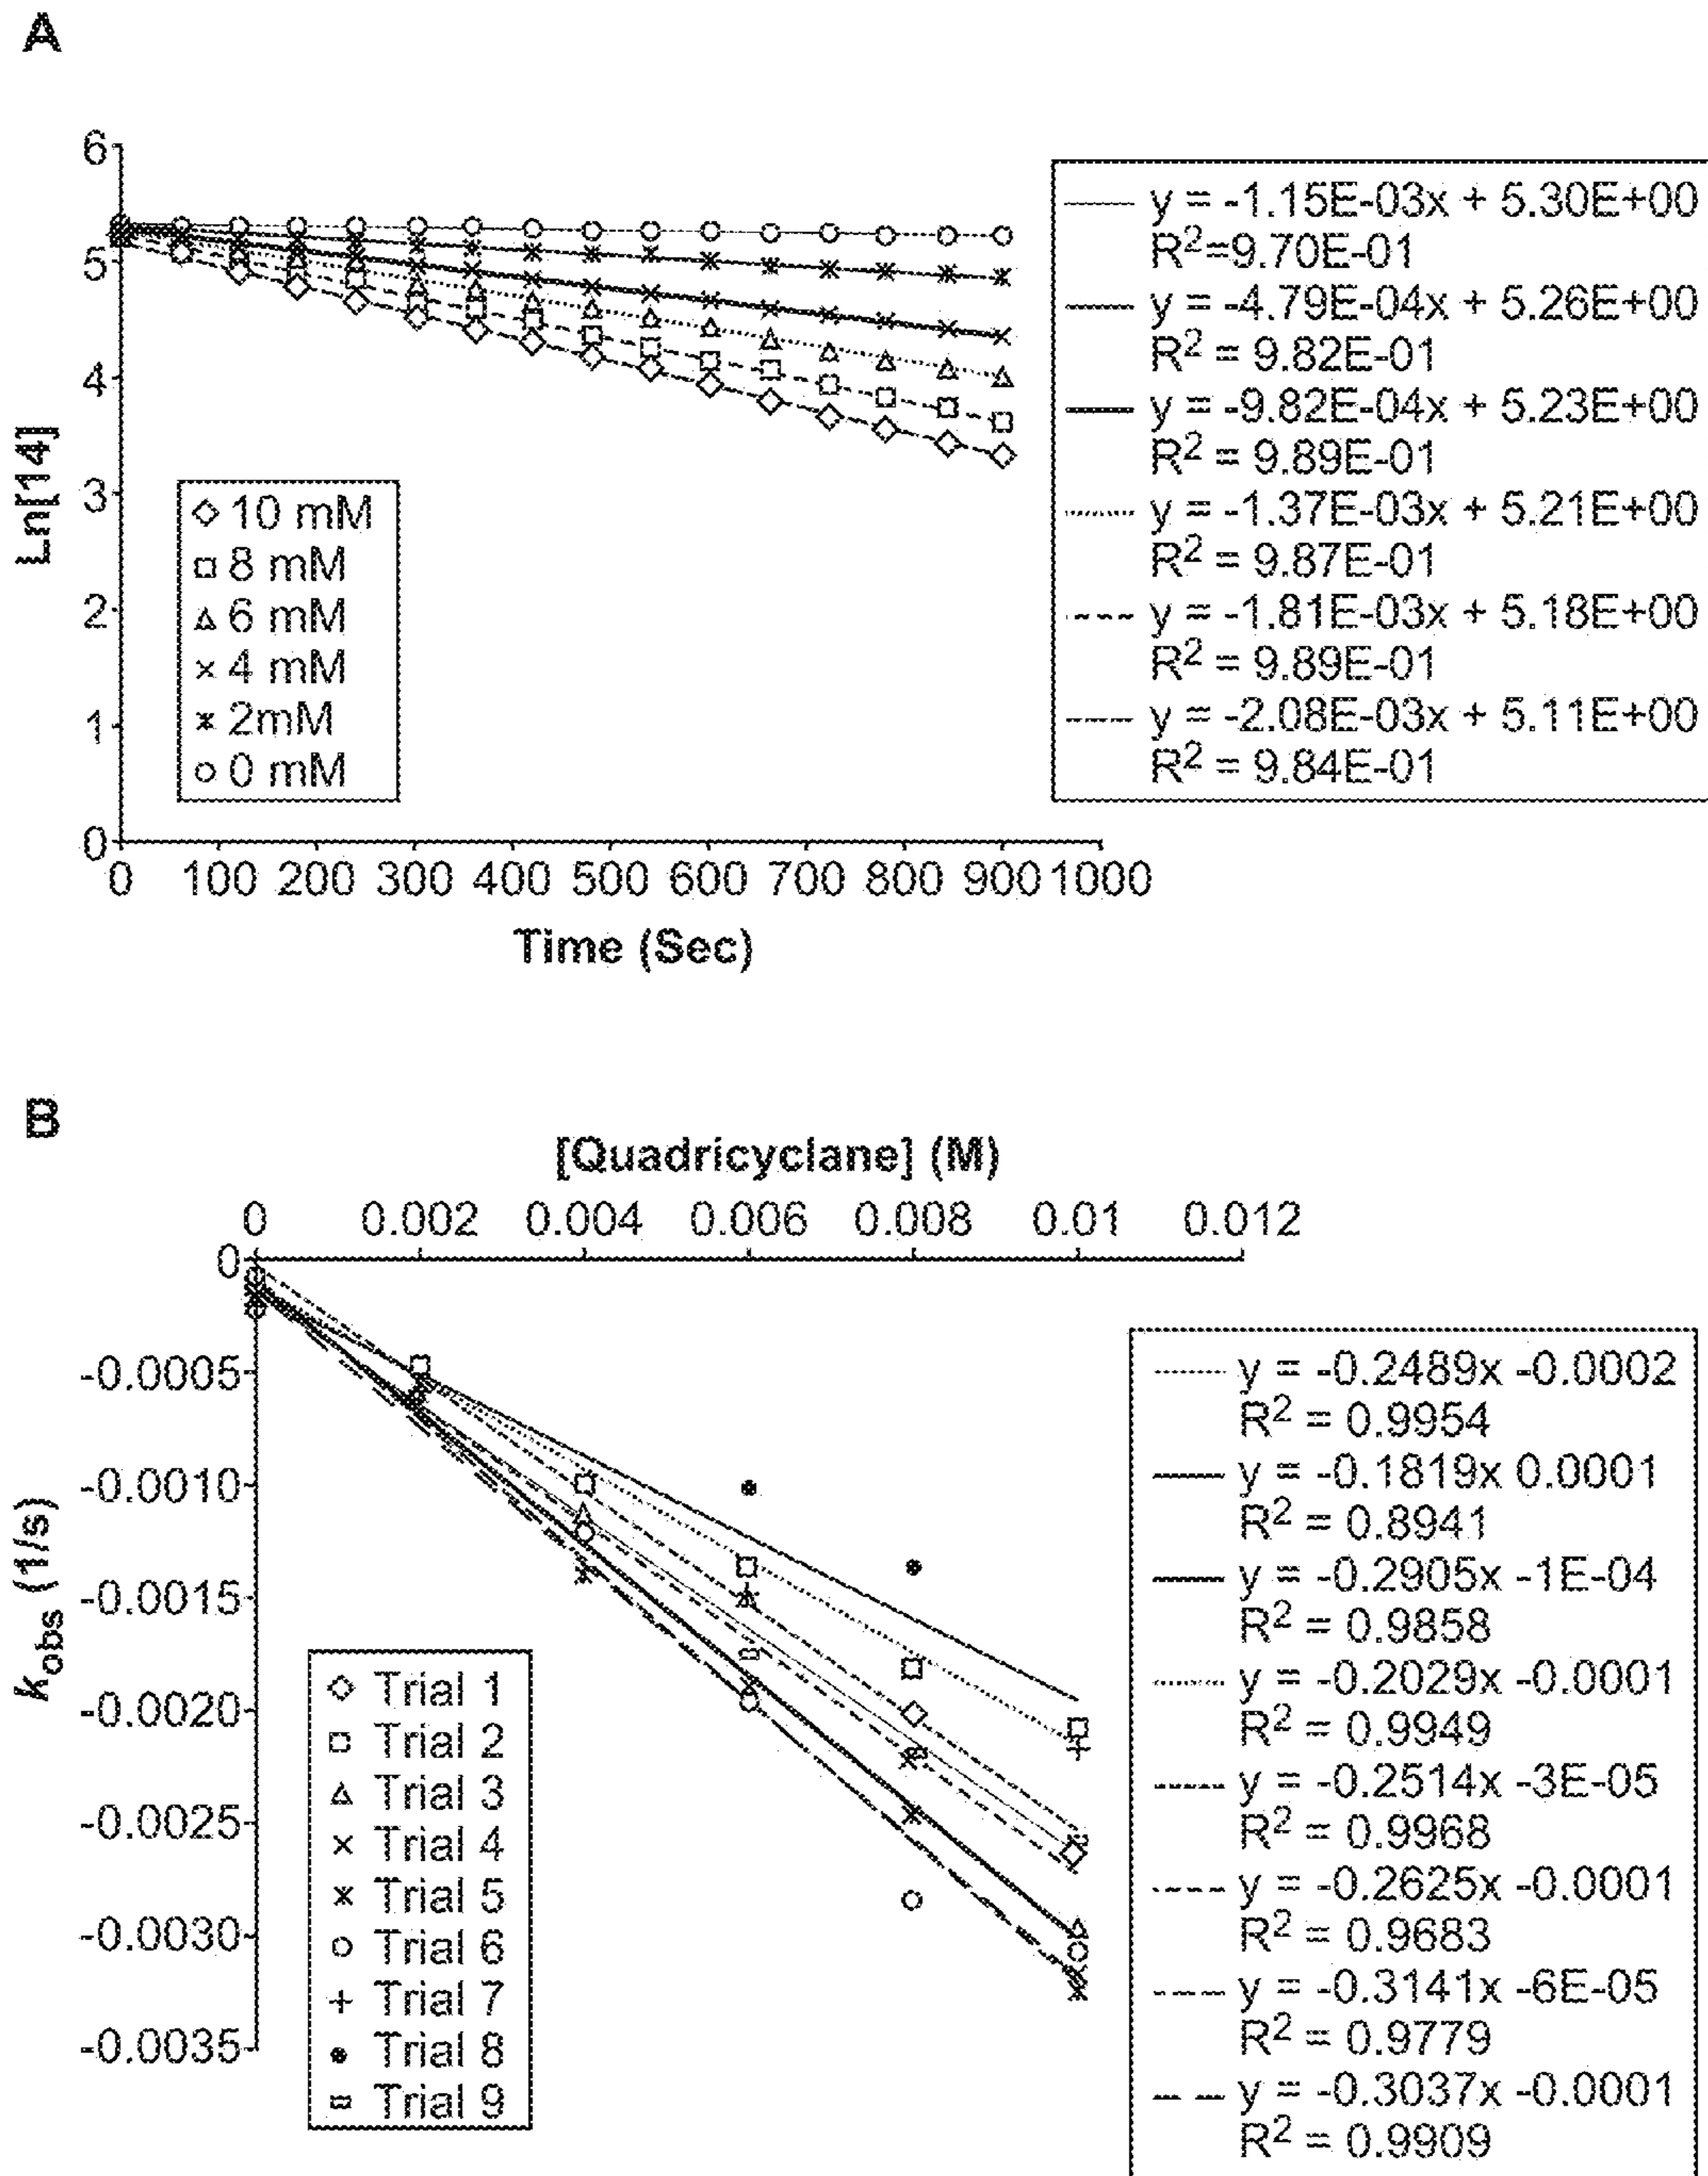 A
6
5
4
3
2
1
0
Ln[14]
10 mM
8 mM
6 mM
4 mM
2mM
0 mM
0 100 200 300 400 500 600 700 800 900 1000
Time (Sec)
y = -1.15E-03x + 5.30E+00
R²=9.70E-01
y = -4.79E-04x + 5.26E+00
R² = 9.82E-01
y = -9.82E-04x + 5.23E+00
R² = 9.89E-01
y = -1.37E-03x + 5.21E+00
R² = 9.87E-01
y = -1.81E-03x + 5.18E+00
R² = 9.89E-01
y = -2.08E-03x + 5.11E+00
R² = 9.84E-01
B
[Quadricyclane] (M)
0 0.002 0.004 0.006 0.008 0.01 0.012
0
-0.0005
-0.0010
-0.0015
-0.0020
-0.0025
-0.0030
-0.0035
kobs (1/s)
Trial 1
Trial 2
Trial 3
Trial 4
Trial 5
Trial 6
Trial 7
Trial 8
Trial 9
y = -0.2489x -0.0002
R² = 0.9954
y = -0.1819x 0.0001
R² = 0.8941
y = -0.2905x -1E-04
R² = 0.9858
y = -0.2029x -0.0001
R² = 0.9949
y = -0.2514x -3E-05
R² = 0.9968
y = -0.2625x -0.0001
R² = 0.9683
y = -0.3141x -6E-05
R² = 0.9779
y = -0.3037x -0.0001
R² = 0.9909